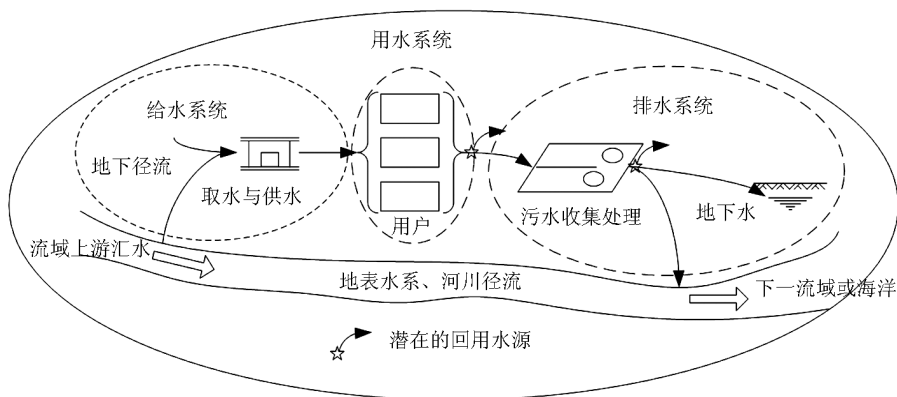 用水系统
给水系统
排水系统
地下径流
取水与供水
用户
污水收集处理
地下水
流域上游汇水
地表水系、河川径流
下一流域或海洋
潜在的回用水源